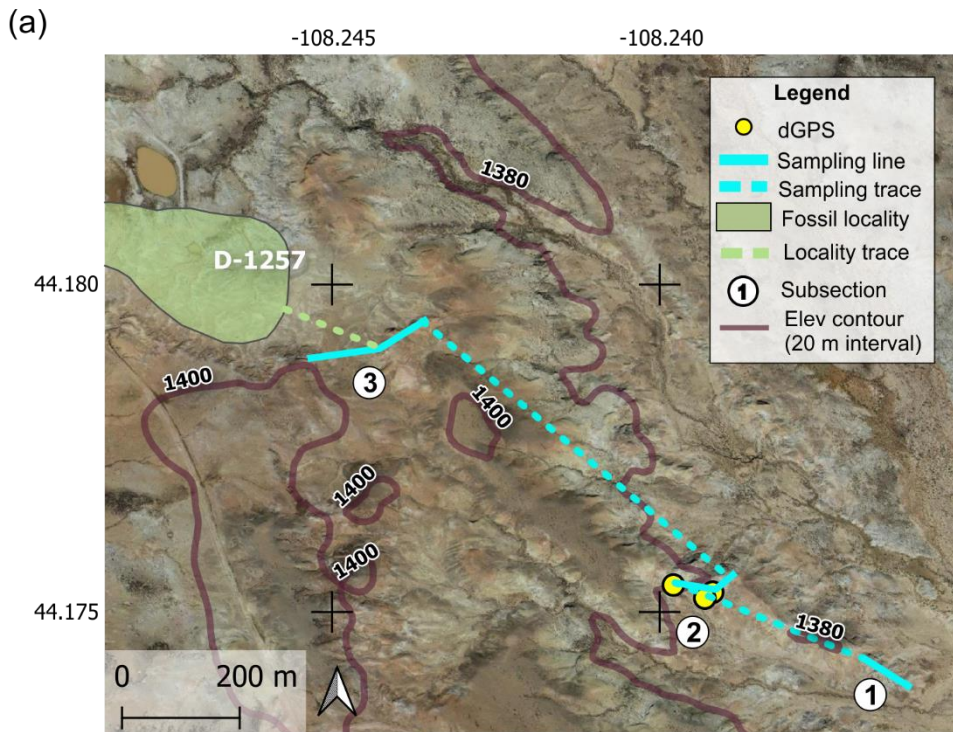 (a)
-108.245
-108.240
Legend
dGPS
Sampling line
Sampling trace
Fossil locality
Locality trace
1 Subsection
Elev contour
(20 m interval)
1380
D-1257
44.180
1400
3
1400
1400
1400
44.175
2
1380
1
0 200 m